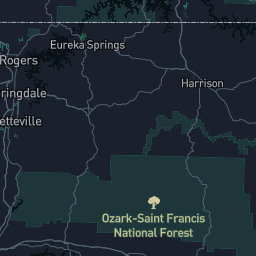 Eureka Springs
Rogers
Harrison
ringdale
etteville
Ozark-Saint Francis
National Forest